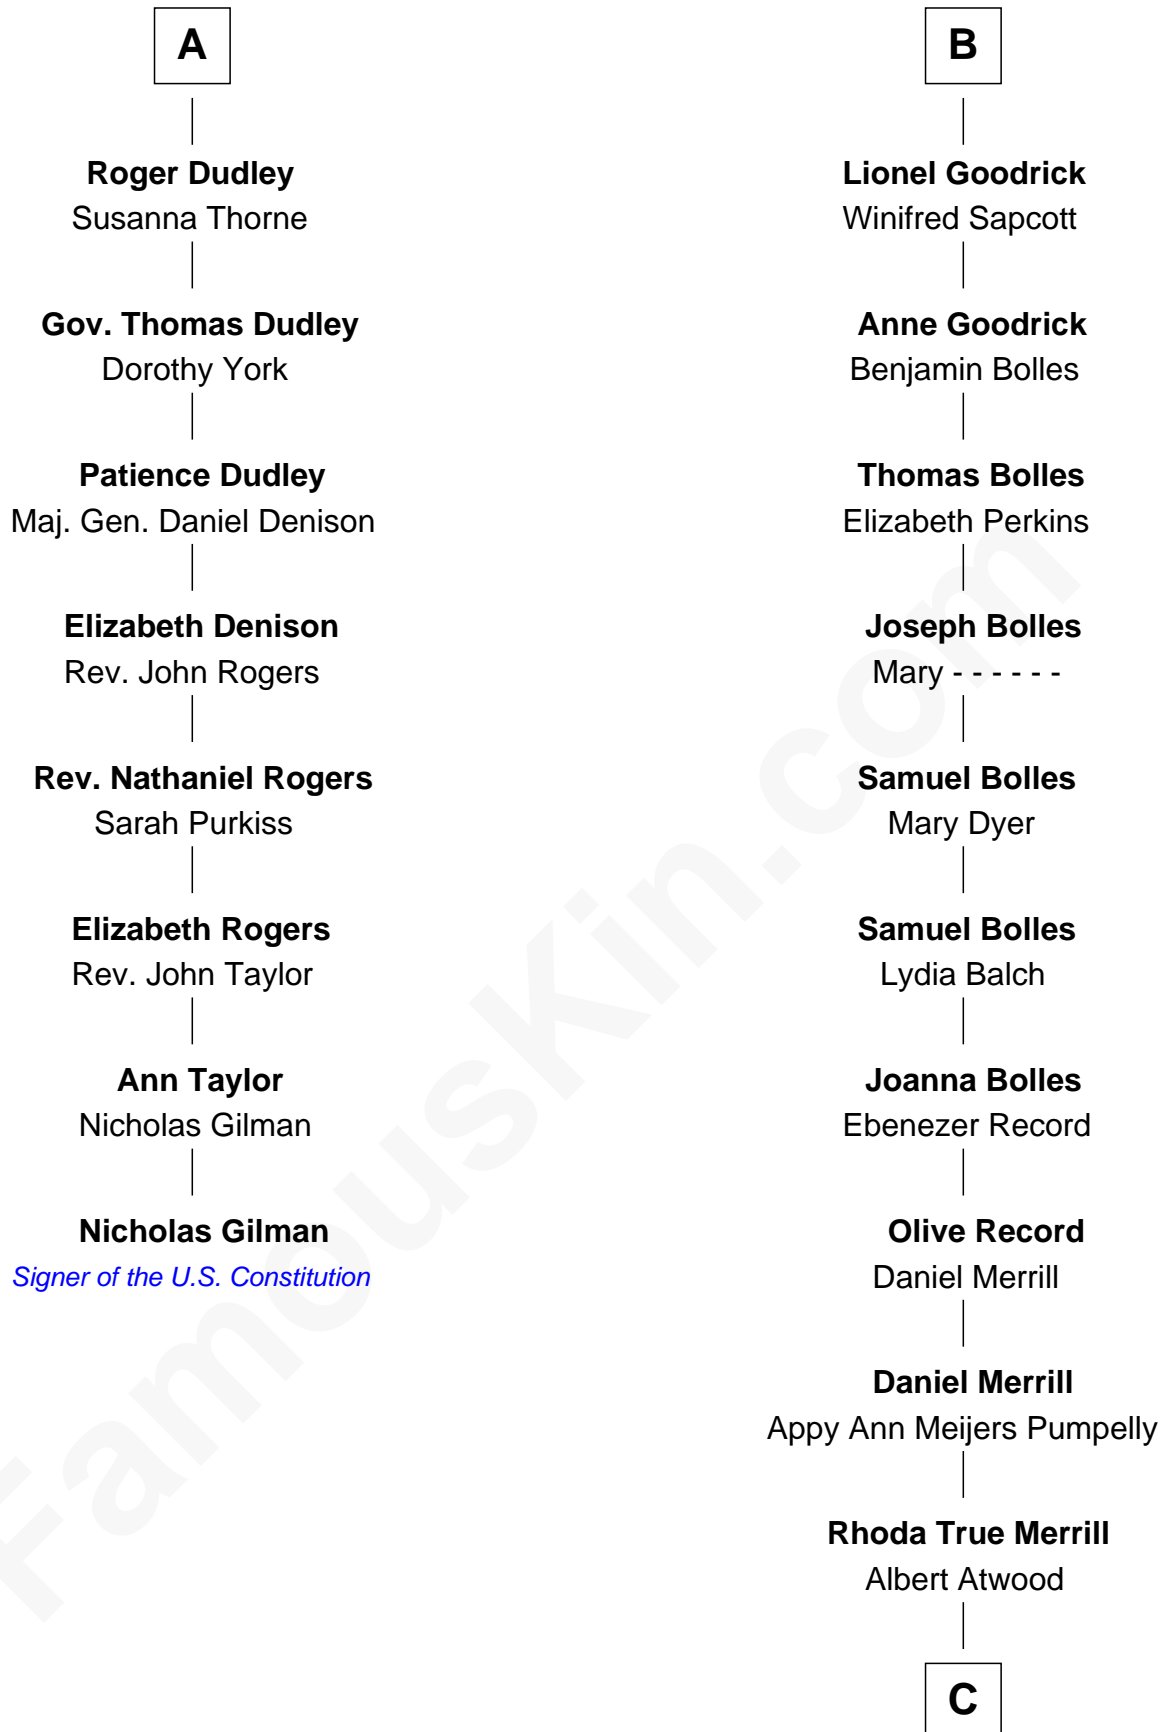 A
Roger Dudley
Susanna Thorne
Gov. Thomas Dudley
Dorothy York
Patience Dudley
Maj. Gen. Daniel Denison
Elizabeth Denison
Rev. John Rogers
Rev. Nathaniel Rogers
Sarah Purkiss
Elizabeth Rogers
Rev. John Taylor
Ann Taylor
Nicholas Gilman
Nicholas Gilman
Signer of the U.S. Constitution
B
Lionel Goodrick
Winifred Sapcott
Anne Goodrick
Benjamin Bolles
Thomas Bolles
Elizabeth Perkins
Joseph Bolles
Mary - - - - - -
Samuel Bolles
Mary Dyer
Samuel Bolles
Lydia Balch
Joanna Bolles
Ebenezer Record
Olive Record
Daniel Merrill
Daniel Merrill
Appy Ann Meijers Pumpelly
Rhoda True Merrill
Albert Atwood
C
FamousKin.com